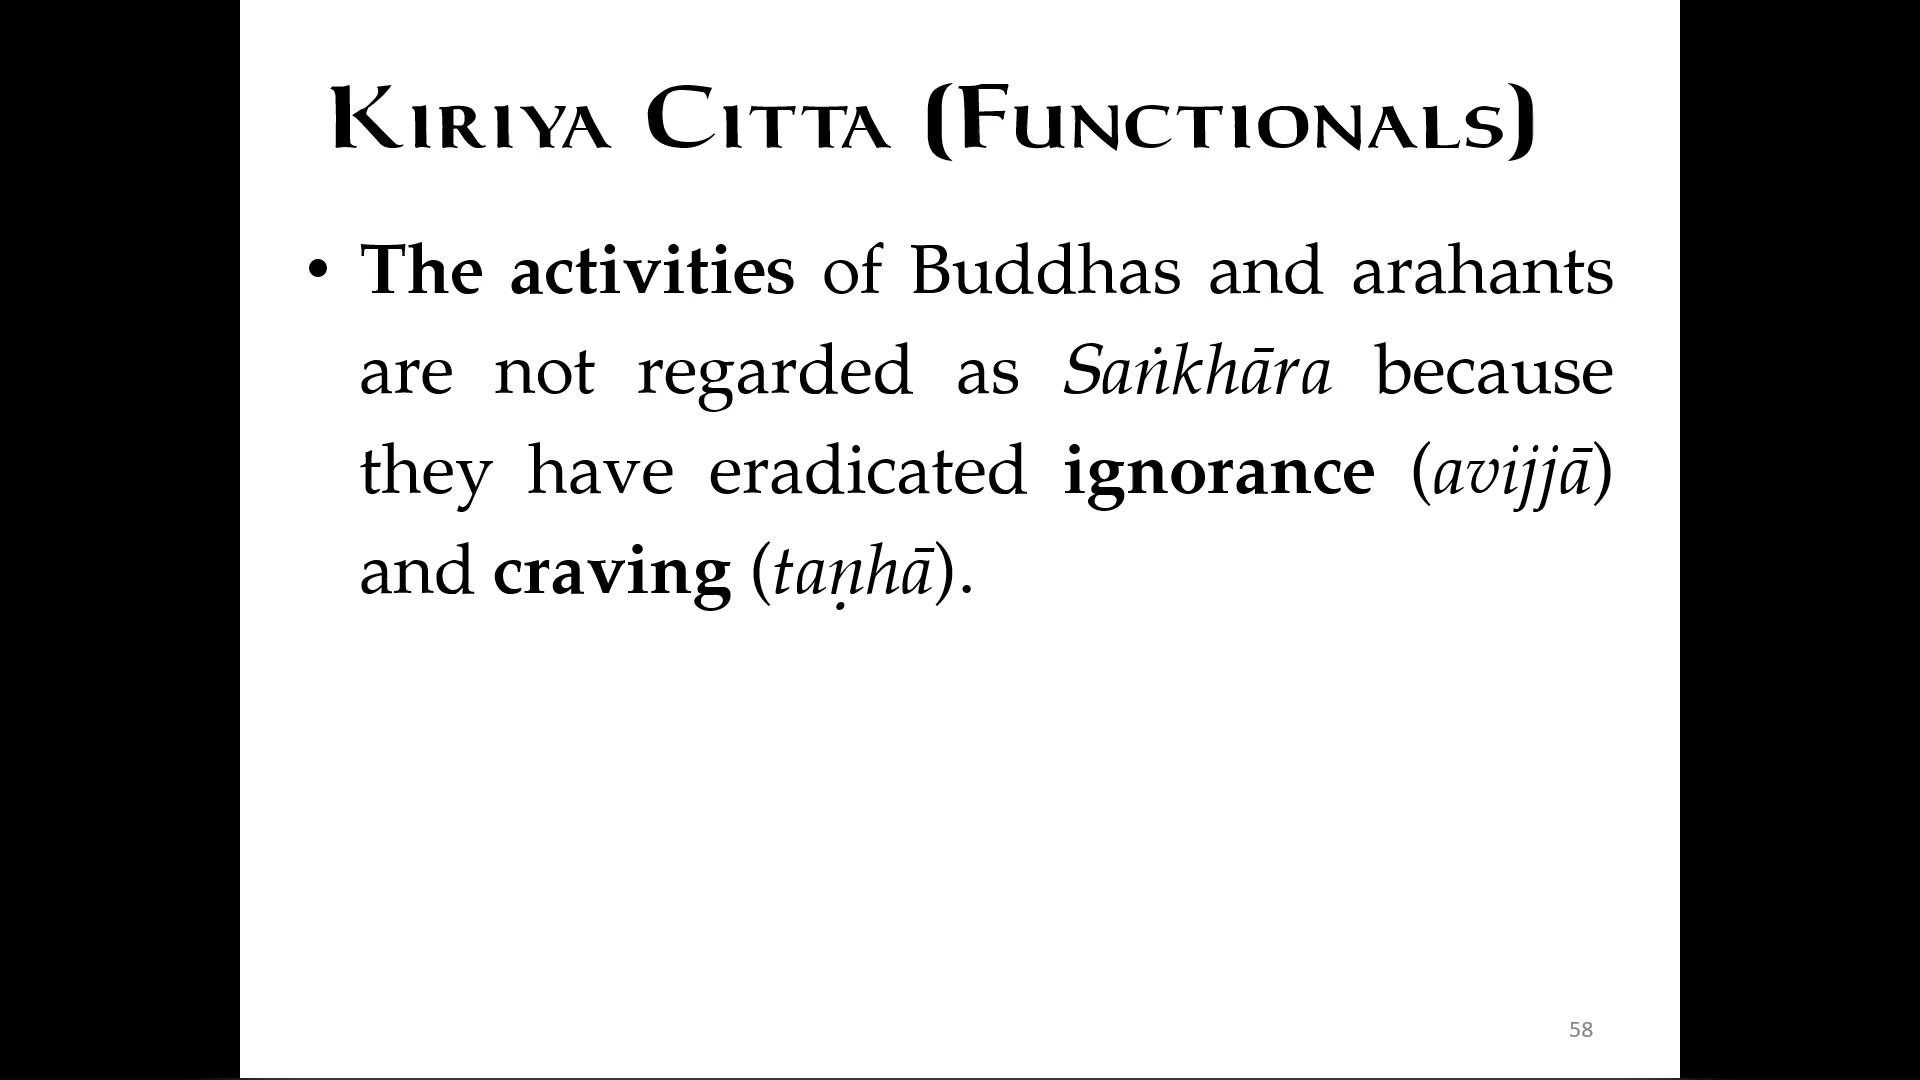 Kiriya Citta (Functionals)
• The activities of Buddhas and arahants
are not regarded as Saṅkhāra because
they have eradicated ignorance (avijjā)
and craving (taṇhā).
58